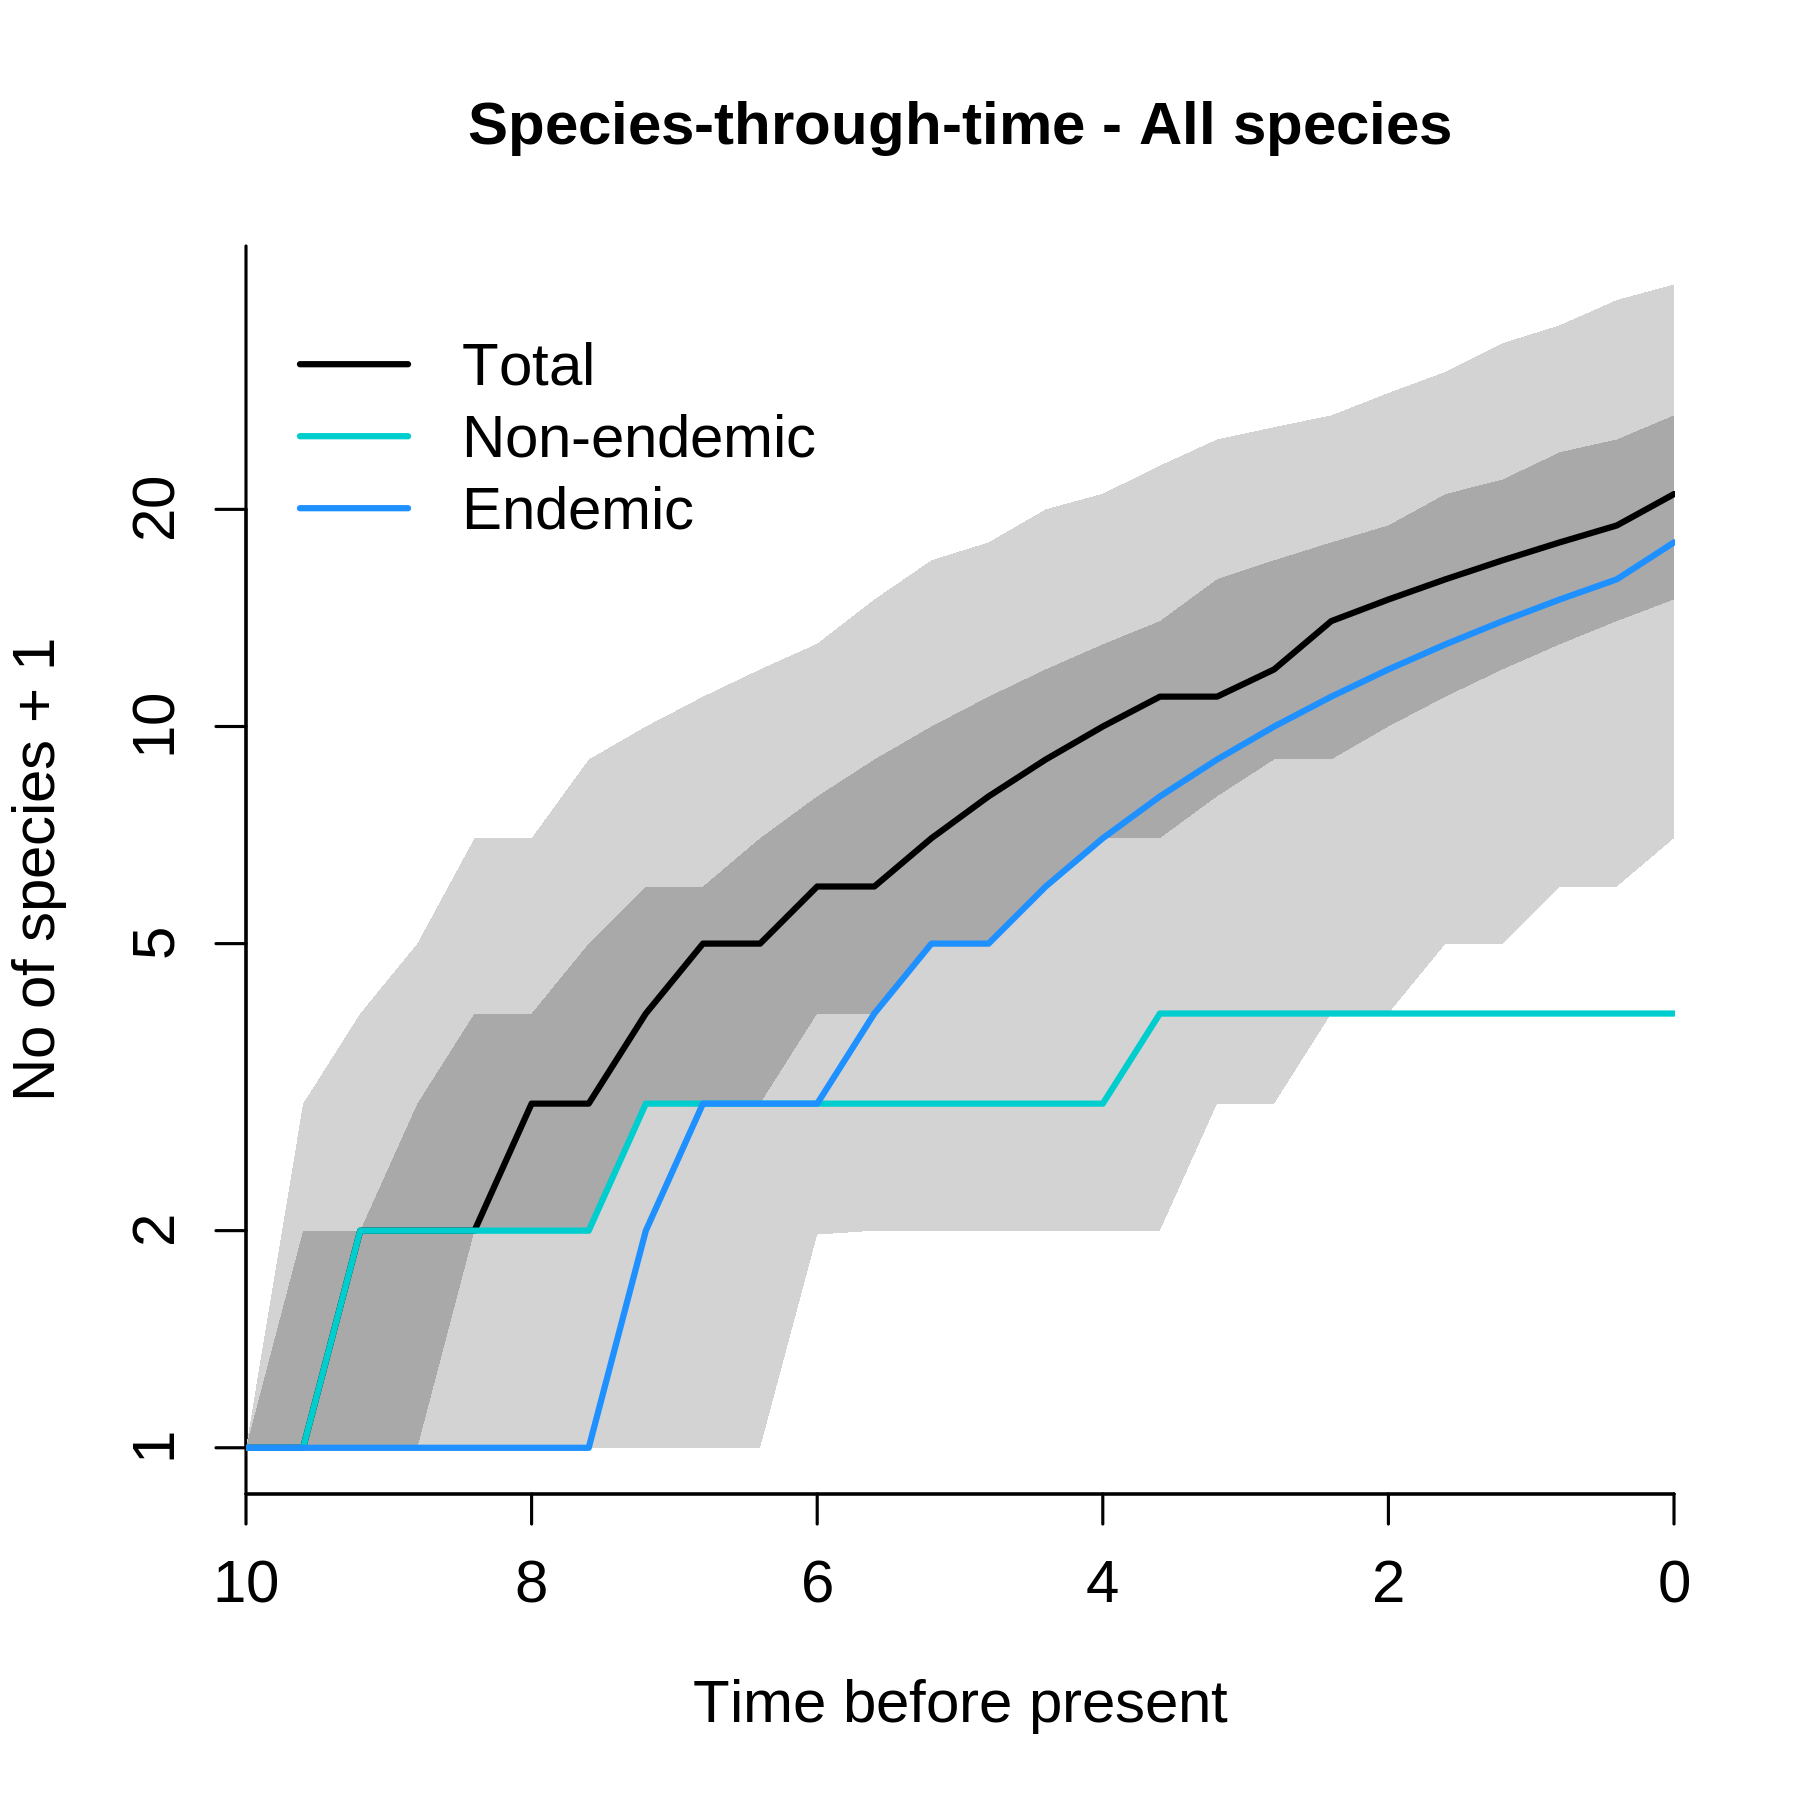 Species-through-time - All species
Total
Non-endemic
Endemic
No of species + 1
20
10
5
2
1
10 8 6 4 2 0
Time before present